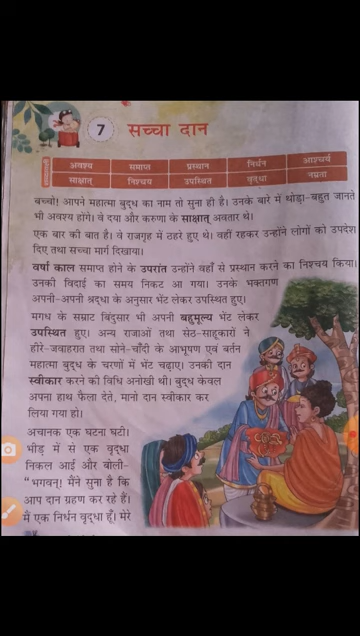 7
सच्चा दान
अवश्य समाप्त प्रस्थान निर्धन आश्चर्य
साक्षात् निश्चय उपस्थित वृद्धा नम्रता
बच्चो! आपने महात्मा बुद्ध का नाम तो सुना ही है। उनके बारे में थोड़ा-बहुत जानते
भी अवश्य होंगे। वे दया और करुणा के साक्षात् अवतार थे।
एक बार की बात है। वे राजगृह में ठहरे हुए थे। वहीं रहकर उन्होंने लोगों को उपदेश
दिए तथा सच्चा मार्ग दिखाया।
वर्षा काल समाप्त होने के उपरांत उन्होंने वहाँ से प्रस्थान करने का निश्चय किया।
उनकी विदाई का समय निकट आ गया। उनके भक्तगण
अपनी-अपनी श्रद्धा के अनुसार भेंट लेकर उपस्थित हुए।
मगध के सम्राट बिंदुसार भी अपनी बहुमूल्य भेंट लेकर
उपस्थित हुए। अन्य राजाओं तथा सेठ-साहूकारों ने
हीरे-जवाहरात तथा सोने-चाँदी के आभूषण एवं बर्तन
महात्मा बुद्ध के चरणों में भेंट चढ़ाए। उनकी दान
स्वीकार करने की विधि अनोखी थी। बुद्ध केवल
अपना हाथ फैला देते, मानो दान स्वीकार कर
लिया गया हो।
अचानक एक घटना घटी।
भीड़ में से एक वृद्धा
निकल आई और बोली-
"भगवन्! मैंने सुना है कि
आप दान ग्रहण कर रहे हैं।
मैं एक निर्धन वृद्धा हूँ। मेरे